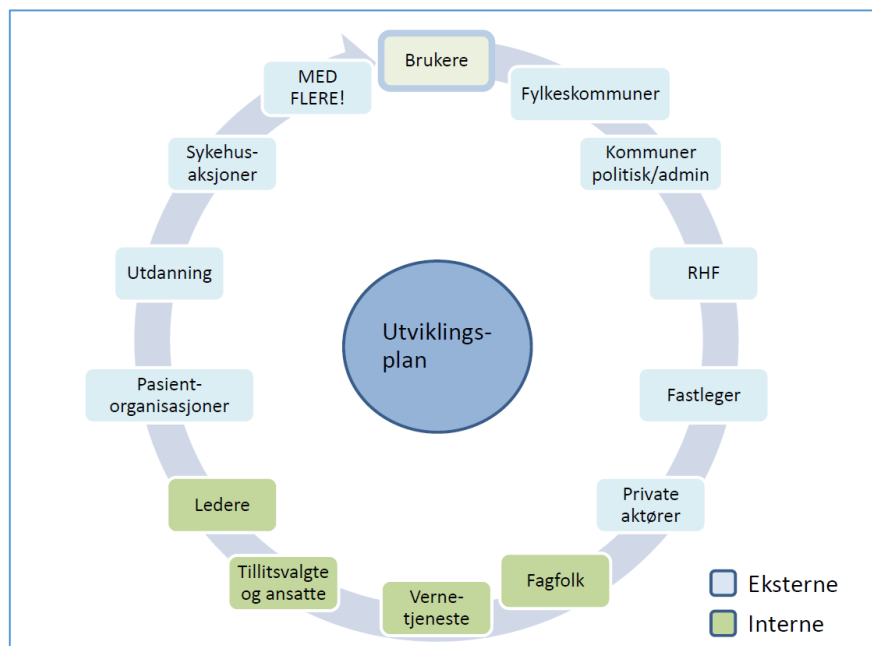 Brukere
Fylkeskommuner
Kommuner
politisk/admin
RHF
Fastleger
Private
aktører
Fagfolk
Verne-
tjeneste
Tillitsvalgte
og ansatte
Ledere
Pasient-
organisasjoner
Utdanning
Sykehus-
aksjoner
MED
FLERE!
Utviklings-
plan
Eksterne
Interne